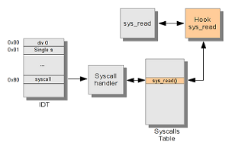 sys_read
Hook
sys_read
0x00
div 0
0x01
Single s
...
0x80
syscall
Syscall
handler
sys_read()
IDT
Syscalls
Table